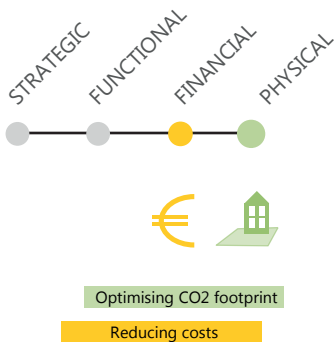 STRATEGIC
FUNCTIONAL
FINANCIAL
PHYSICAL
€
Optimising CO2 footprint
Reducing costs